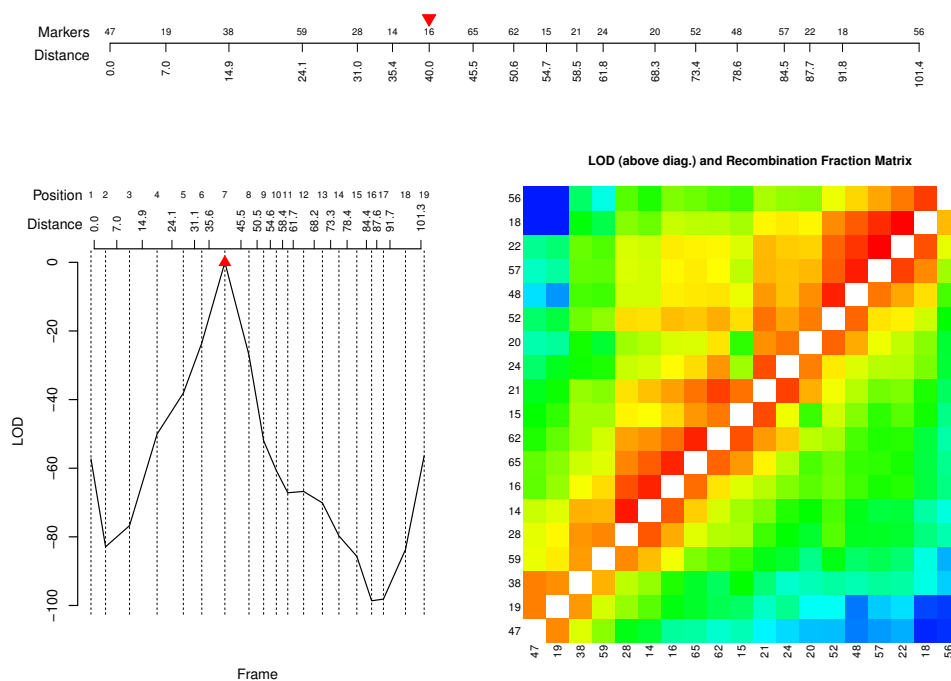 Markers 47 19 38 59 28 14 16 65 62 15 21 24 20 52 48 57 22 18 56
Distance
0.0 7.0 14.9 24.1 31.0 35.4 40.0 45.5 50.6 54.7 58.5 61.8 68.3 73.4 78.6 84.5 87.7 91.8 101.4
LOD (above diag.) and Recombination Fraction Matrix
Position 1 2 3 4 5 6 7 8 9 10 11 12 13 14 15 16 17 18 19
Distance 0.0 7.0 14.9 24.1 31.1 35.6 45.5 50.5 54.6 58.4 61.7 68.2 73.3 78.4 84.4 87.6 91.7 101.3
0
−20
−40
−60
−80
−100
LOD
Frame
56
18
22
57
48
52
20
24
21
15
62
65
16
14
28
59
38
19
47
47 19 38 59 28 14 16 65 62 15 21 24 20 52 48 57 22 18 56